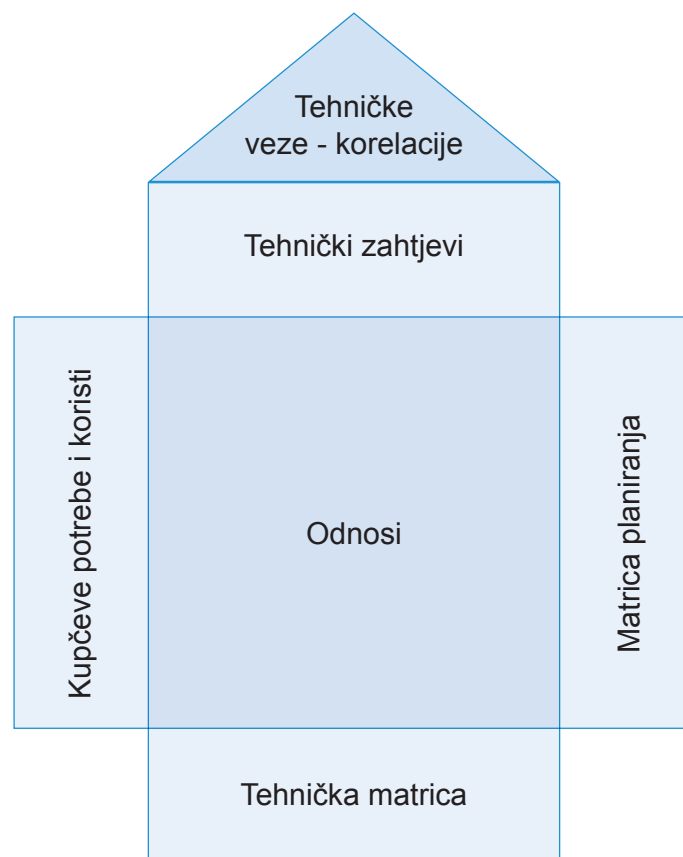 Tehničke
veze - korelacije
Tehnički zahtjevi
Kupčeve potrebe i koristi
Odnosi
Matrica planiranja
Tehnička matrica